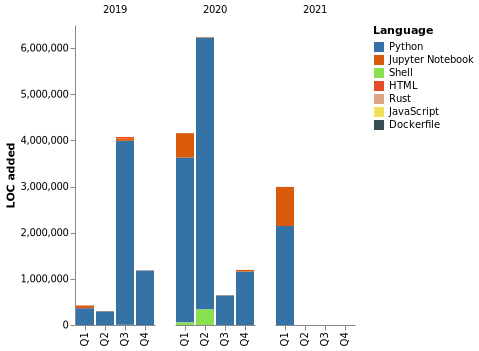 2019 2020 2021
Language
Python
Jupyter Notebook
Shell
HTML
Rust
JavaScript
Dockerfile
LOC added
6,000,000
5,000,000
4,000,000
3,000,000
2,000,000
1,000,000
0
Q1 Q2 Q3 Q4 Q1 Q2 Q3 Q4 Q1 Q2 Q3 Q4